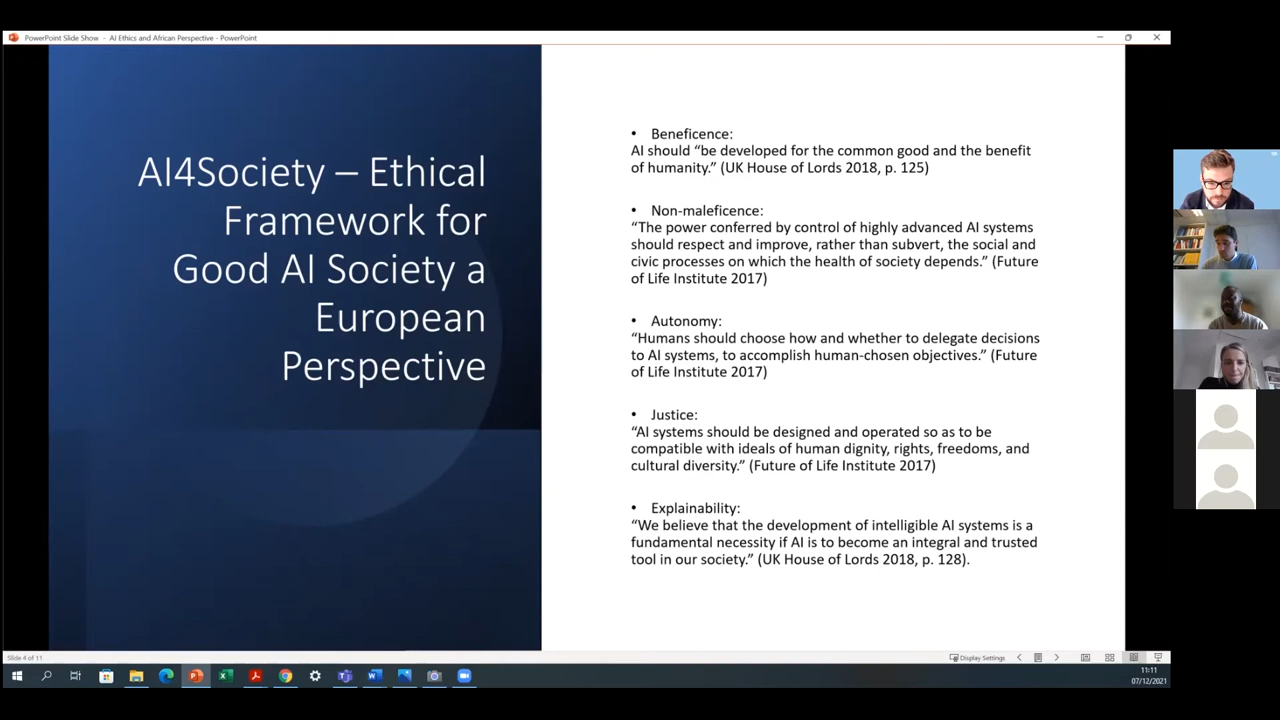 PowerPoint Slide Show - AI Ethics and African Perspective - PowerPoint
AI4Society – Ethical
Framework for
Good AI Society a
European
Perspective
• Beneficence:
AI should “be developed for the common good and the benefit
of humanity.” (UK House of Lords 2018, p. 125)
• Non-maleficence:
“The power conferred by control of highly advanced AI systems
should respect and improve, rather than subvert, the social and
civic processes on which the health of society depends.” (Future
of Life Institute 2017)
• Autonomy:
“Humans should choose how and whether to delegate decisions
to AI systems, to accomplish human-chosen objectives.” (Future
of Life Institute 2017)
• Justice:
“AI systems should be designed and operated so as to be
compatible with ideals of human dignity, rights, freedoms, and
cultural diversity.” (Future of Life Institute 2017)
• Explainability:
“We believe that the development of intelligible AI systems is a
fundamental necessity if AI is to become an integral and trusted
tool in our society.” (UK House of Lords 2018, p. 128).
Slide 4 of 11
Display Settings
11:11
07/12/2021